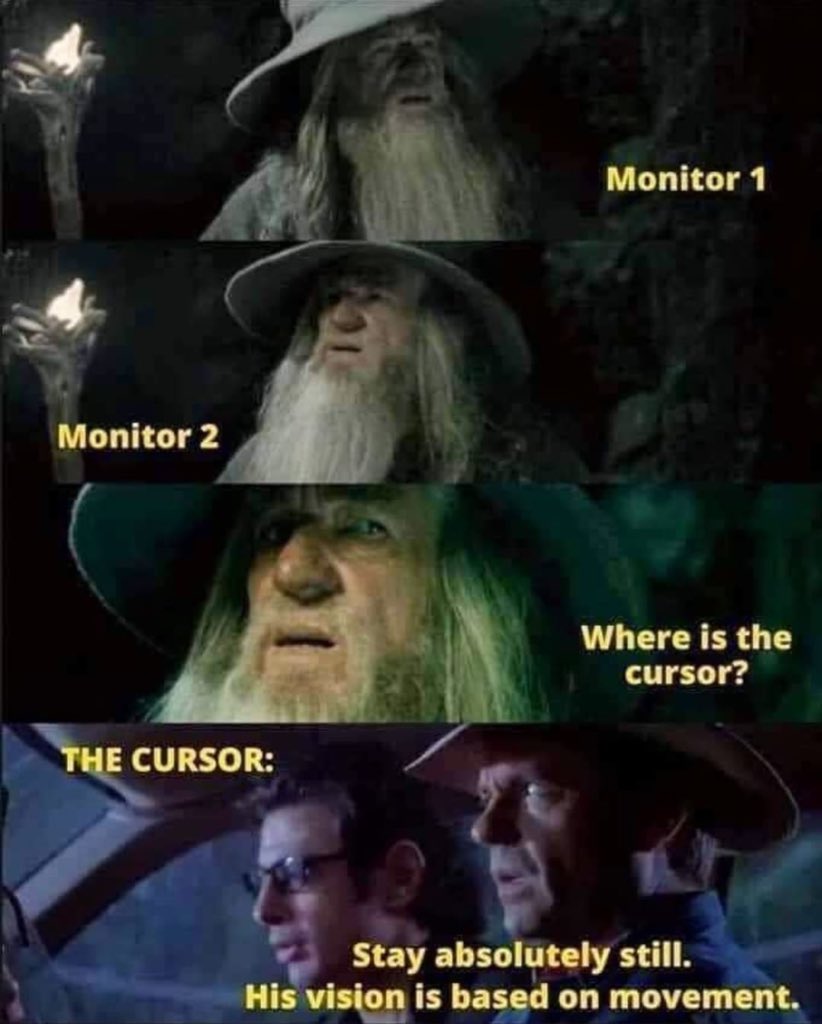 Monitor 1
Monitor 2
Where is the
cursor?
THE CURSOR:
Stay absolutely still.
His vision is based on movement.